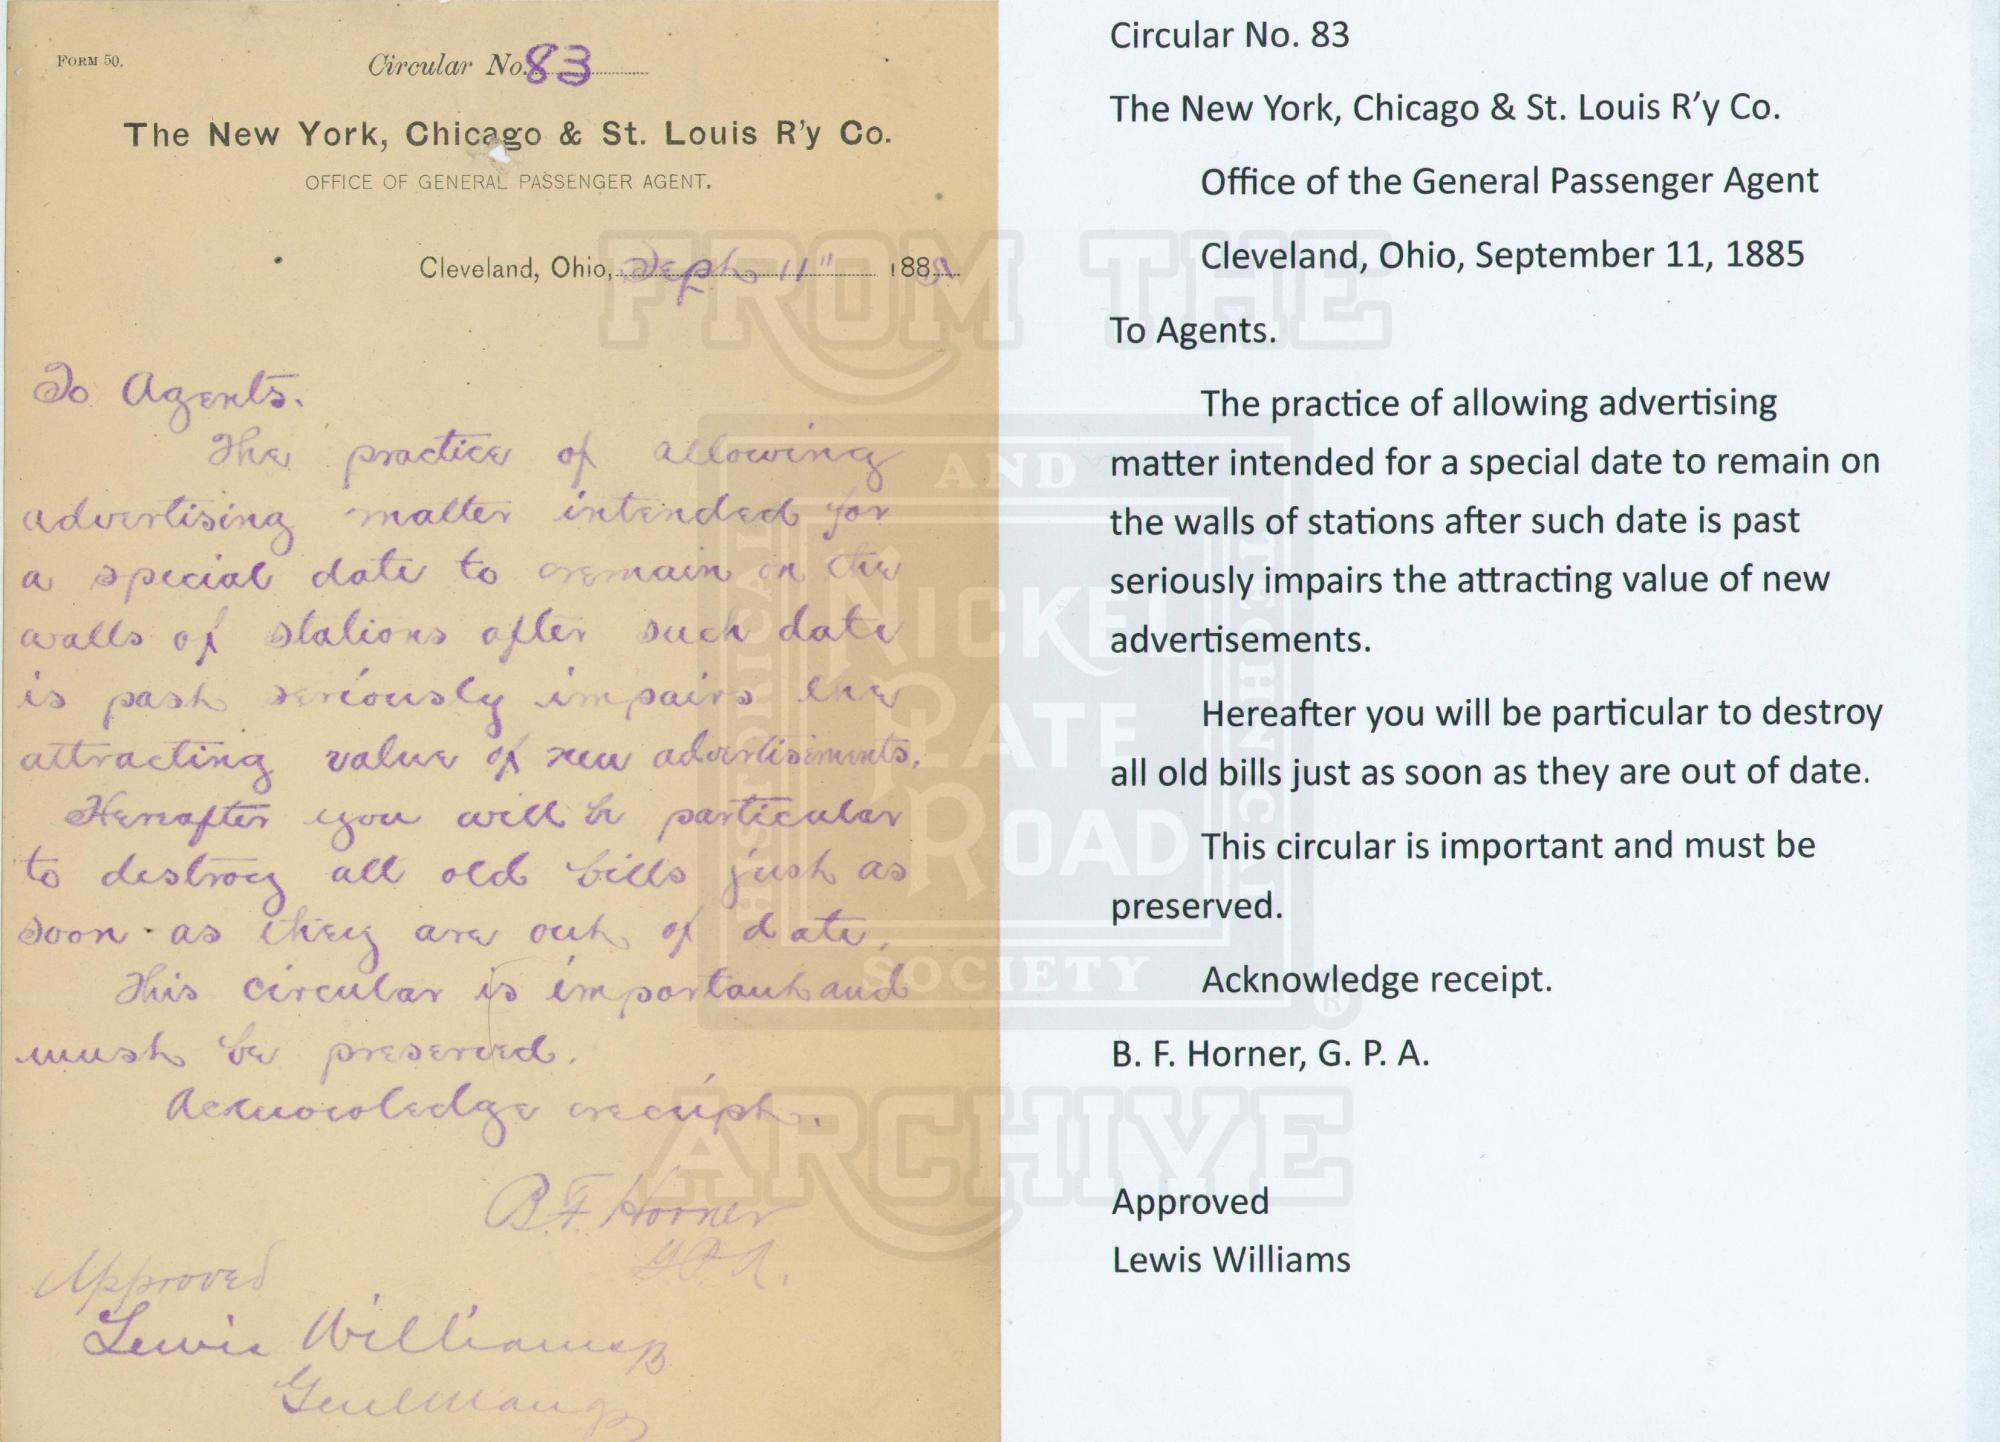 FORM 50.
Circular No. 83
The New York, Chicago & St. Louis R'y Co.
OFFICE OF GENERAL PASSENGER AGENT.
Cleveland, Ohio, Sept 11" 1885
To Agents.
The practice of allowing
advertising matter intended for
a special date to remain on the
walls of stations after such date
is past seriously impairs the
attracting value of new advertisements.
Hereafter you will be particular
to destroy all old bills just as
soon as they are out of date.
This circular is important and
must be preserved.
Acknowledge receipt.
B. F. Horner
G. P. A.
Approved
Lewis Williams
Genl Mang
Circular No. 83
The New York, Chicago & St. Louis R’y Co.
Office of the General Passenger Agent
Cleveland, Ohio, September 11, 1885
To Agents.
The practice of allowing advertising
matter intended for a special date to remain on
the walls of stations after such date is past
seriously impairs the attracting value of new
advertisements.
Hereafter you will be particular to destroy
all old bills just as soon as they are out of date.
This circular is important and must be
preserved.
Acknowledge receipt.
B. F. Horner, G. P. A.
Approved
Lewis Williams
FROM THE
AND
HISTORICAL
TECHNICAL
NICKEL
PLATE
ROAD
SOCIETY
®
ARCHIVE